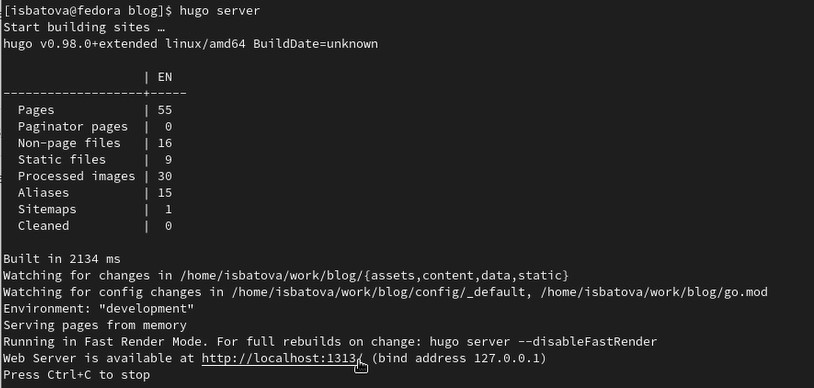 [isbatova@fedora blog]$ hugo server
Start building sites …
hugo v0.98.0+extended linux/amd64 BuildDate=unknown
                   | EN
-------------------+-----
  Pages            | 55
  Paginator pages  |  0
  Non-page files   | 16
  Static files     |  9
  Processed images | 30
  Aliases          | 15
  Sitemaps         |  1
  Cleaned          |  0
Built in 2134 ms
Watching for changes in /home/isbatova/work/blog/{assets,content,data,static}
Watching for config changes in /home/isbatova/work/blog/config/_default, /home/isbatova/work/blog/go.mod
Environment: "development"
Serving pages from memory
Running in Fast Render Mode. For full rebuilds on change: hugo server --disableFastRender
Web Server is available at http://localhost:1313/ (bind address 127.0.0.1)
Press Ctrl+C to stop